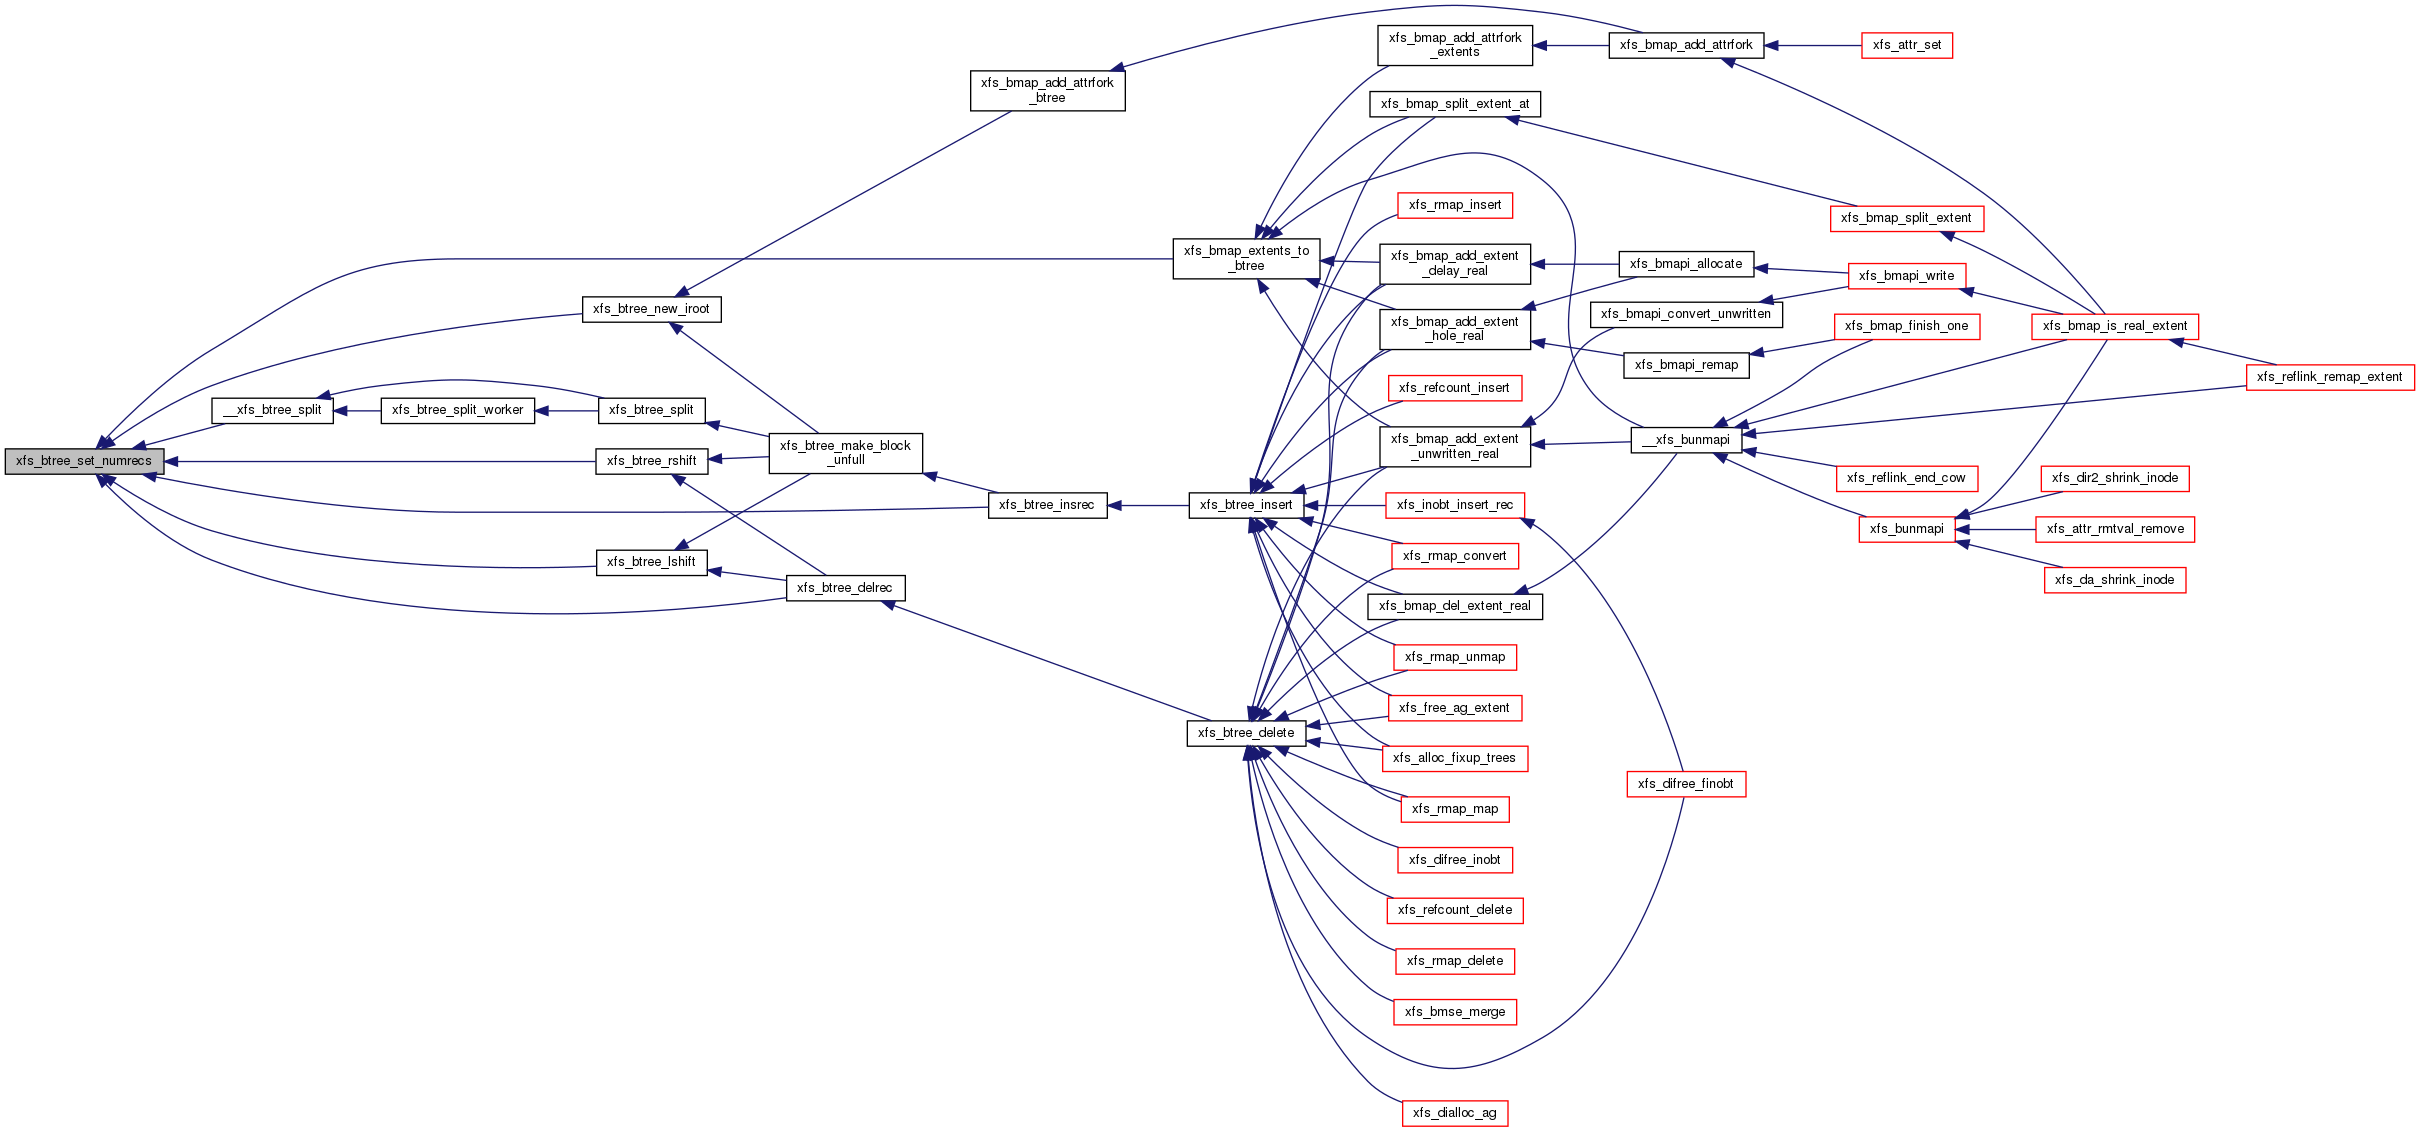 xfs_btree_set_numrecs
__xfs_btree_split
xfs_btree_split_worker
xfs_btree_new_iroot
xfs_btree_split
xfs_btree_rshift
xfs_btree_lshift
xfs_btree_make_block
_unfull
xfs_btree_delrec
xfs_bmap_add_attrfork
_btree
xfs_btree_insrec
xfs_bmap_extents_to
_btree
xfs_btree_insert
xfs_btree_delete
xfs_bmap_add_attrfork
_extents
xfs_bmap_split_extent_at
xfs_rmap_insert
xfs_bmap_add_extent
_delay_real
xfs_bmap_add_extent
_hole_real
xfs_refcount_insert
xfs_bmap_add_extent
_unwritten_real
xfs_inobt_insert_rec
xfs_rmap_convert
xfs_bmap_del_extent_real
xfs_rmap_unmap
xfs_free_ag_extent
xfs_alloc_fixup_trees
xfs_rmap_map
xfs_difree_inobt
xfs_refcount_delete
xfs_rmap_delete
xfs_bmse_merge
xfs_dialloc_ag
xfs_bmap_add_attrfork
xfs_bmapi_allocate
xfs_bmapi_convert_unwritten
xfs_bmapi_remap
__xfs_bunmapi
xfs_difree_finobt
xfs_attr_set
xfs_bmap_split_extent
xfs_bmapi_write
xfs_bmap_finish_one
xfs_reflink_end_cow
xfs_bunmapi
xfs_bmap_is_real_extent
xfs_dir2_shrink_inode
xfs_attr_rmtval_remove
xfs_da_shrink_inode
xfs_reflink_remap_extent